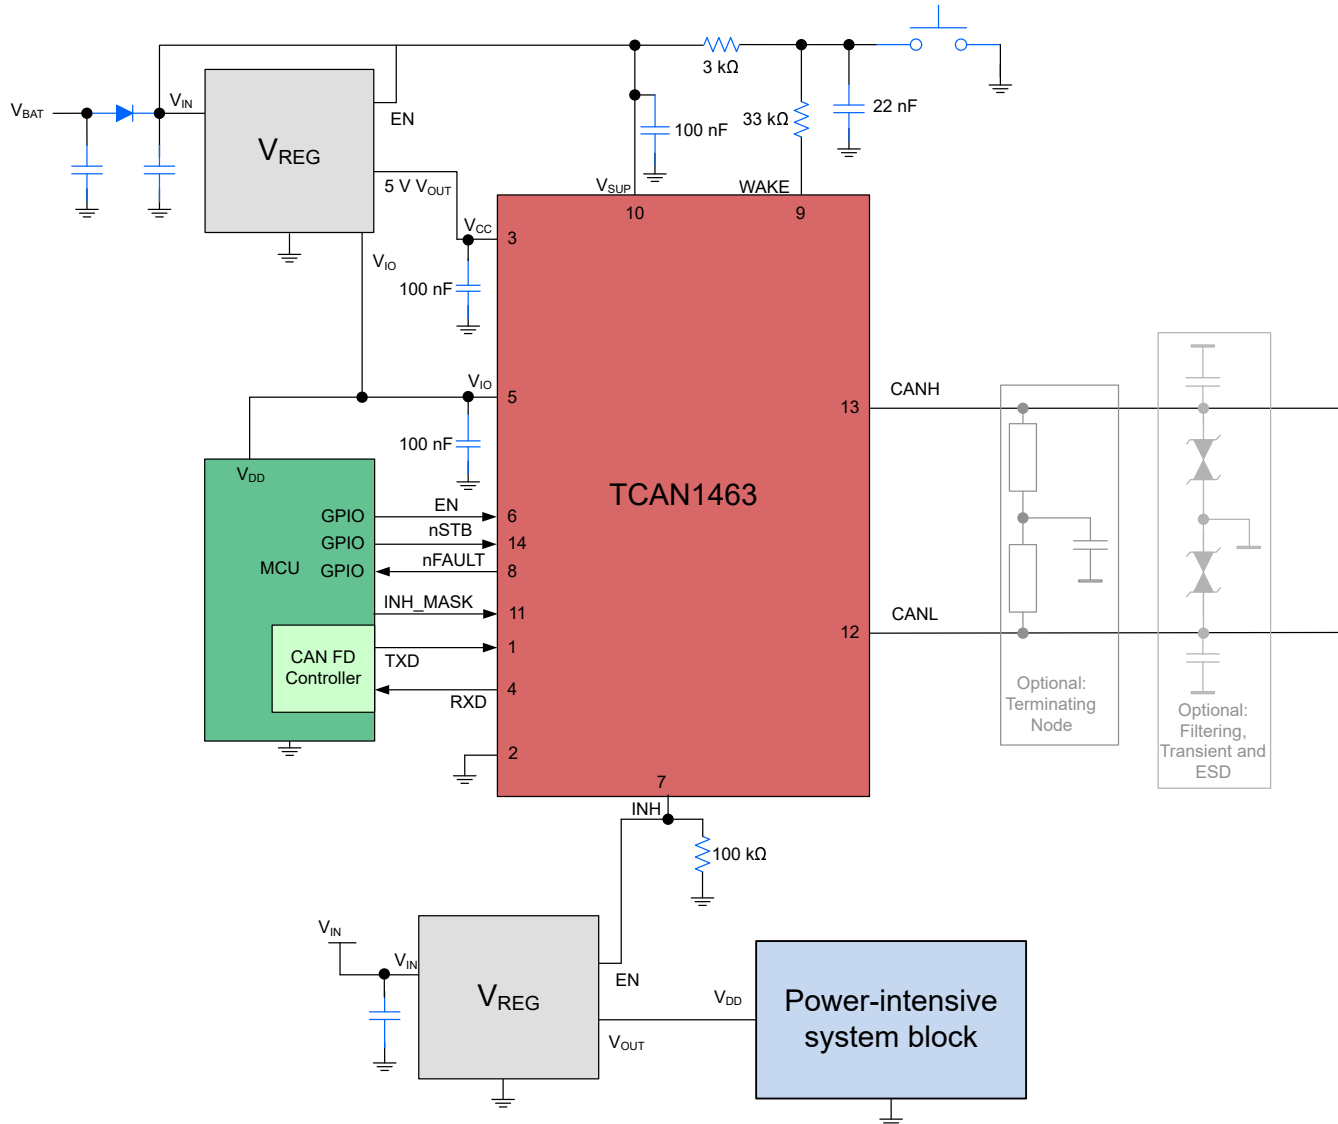 3 kΩ
VBAT
VIN
EN
VREG
100 nF
33 kΩ
22 nF
5 V VOUT
VSUP
WAKE
10
9
VCC
3
VIO
100 nF
VIO
5
13
CANH
100 nF
VDD
TCAN1463
GPIO
EN
6
GPIO
nSTB
14
MCU
GPIO
nFAULT
8
INH_MASK
11
CAN FD
Controller
TXD
1
RXD
4
12
CANL
Optional:
Terminating
Node
Optional:
Filtering,
Transient and
ESD
2
7
INH
100 kΩ
VIN
VIN
VREG
EN
VOUT
VDD
Power-intensive
system block